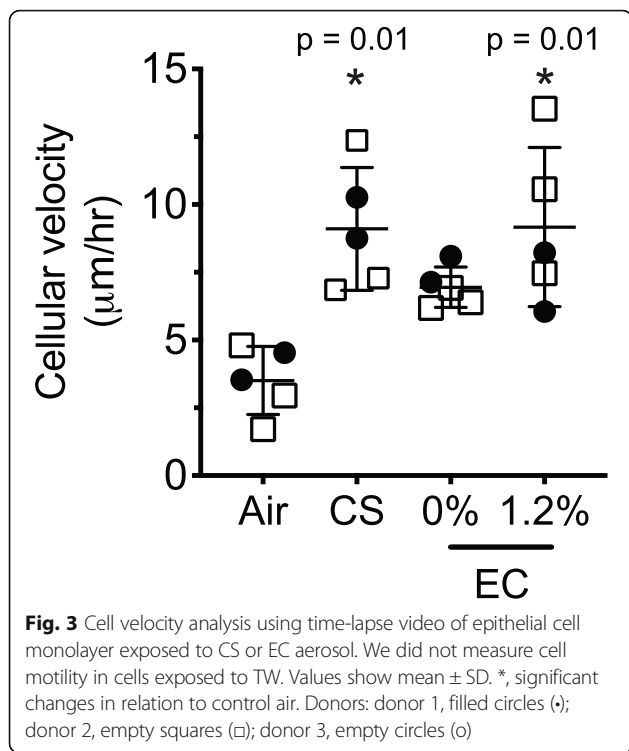 p = 0.01 p = 0.01
* *
15
10
5
0
Cellular velocity
(μm/hr)
Air CS 0% 1.2%
EC
Fig. 3 Cell velocity analysis using time-lapse video of epithelial cell
monolayer exposed to CS or EC aerosol. We did not measure cell
motility in cells exposed to TW. Values show mean ± SD. *, significant
changes in relation to control air. Donors: donor 1, filled circles (•);
donor 2, empty squares (□); donor 3, empty circles (o)